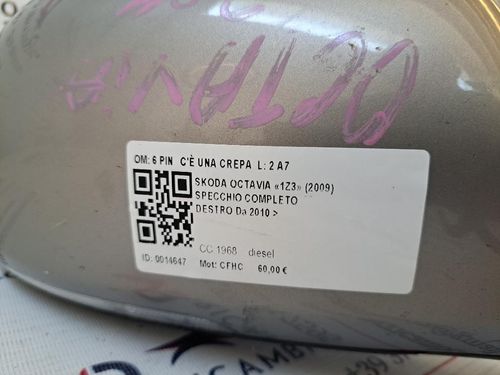 OCTAVIA
OM: 6 PIN C'È UNA CREPA L: 2 A7
SKODA OCTAVIA «1Z3» (2009)
SPECCHIO COMPLETO
DESTRO Da 2010 >
CC 1968 diesel
ID: 0014647 Mot: CFHC 60,00 €
RICAMBI